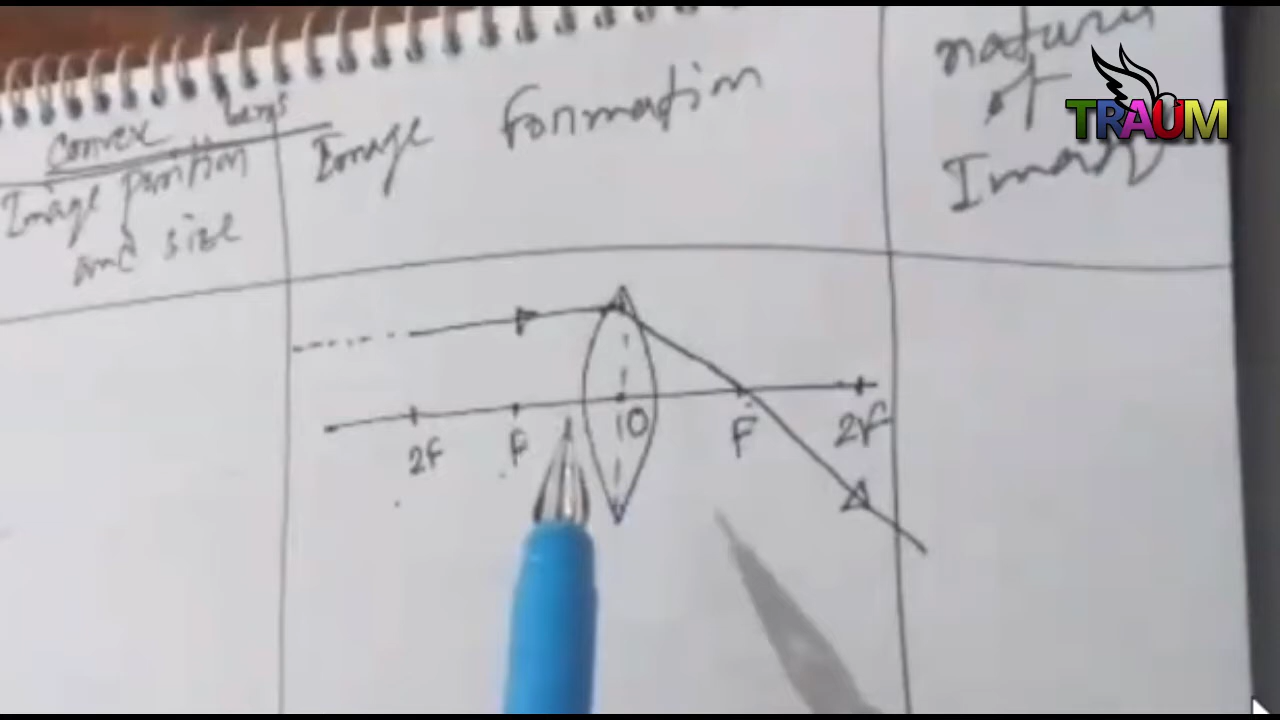 Convex lens
Image position
and size
Image formation
nature
of
Image
TRAUM
2F
F
O
F
2F